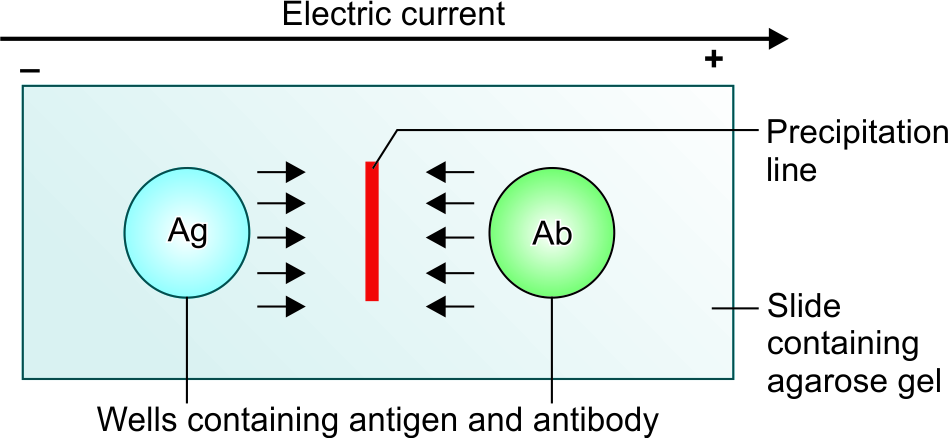 Electric current
–
+
Precipitation
line
Ag
Ab
Slide
containing
agarose gel
Wells containing antigen and antibody